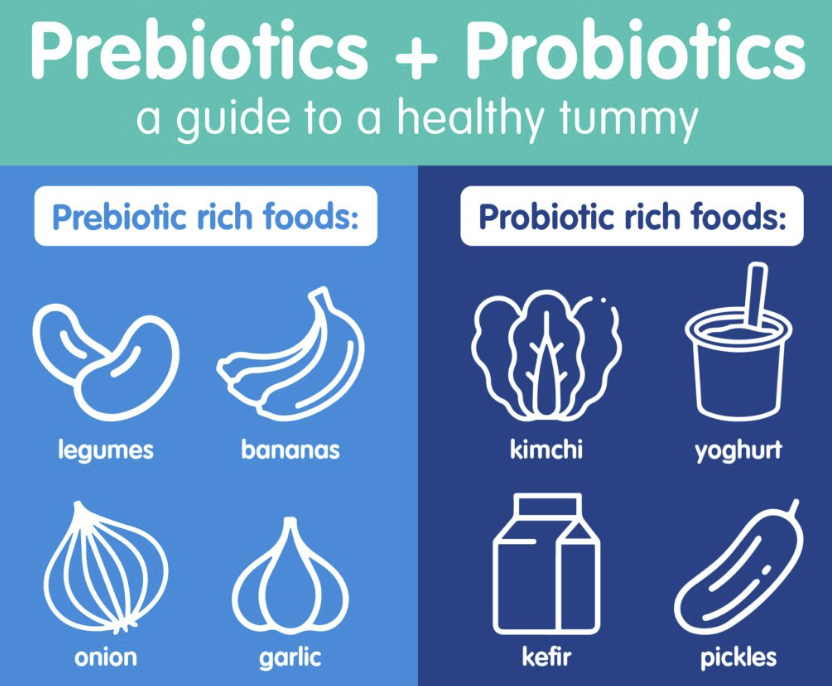 Prebiotics + Probiotics
a guide to a healthy tummy
Prebiotic rich foods:
legumes
bananas
onion
garlic
Probiotic rich foods:
kimchi
yoghurt
kefir
pickles